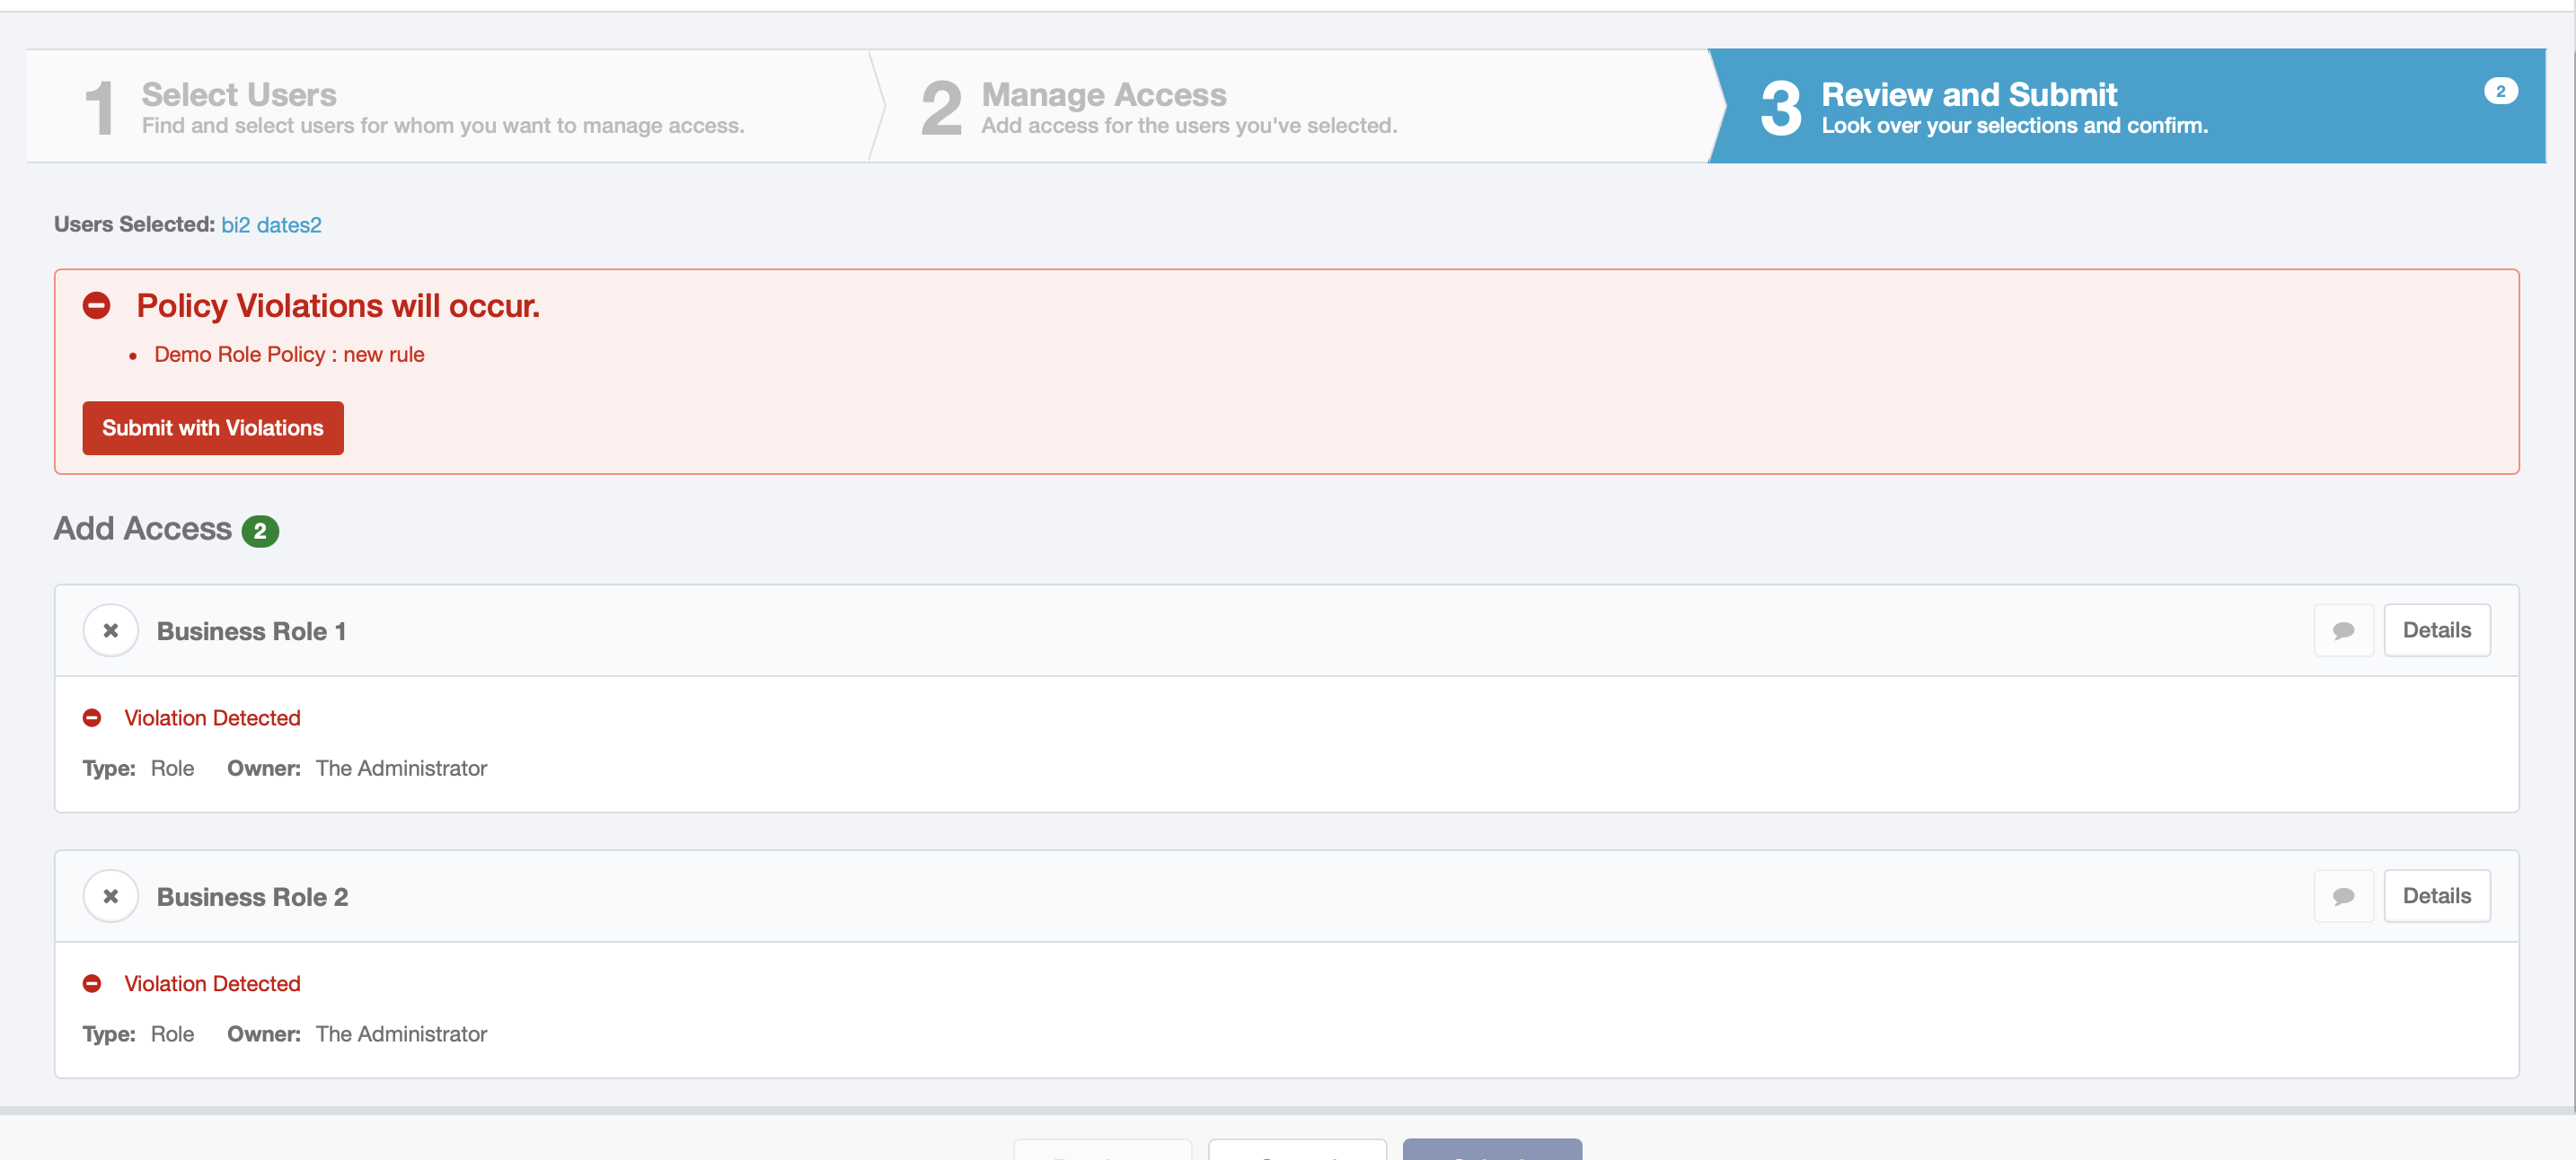 1 Select Users
Find and select users for whom you want to manage access.
2 Manage Access
Add access for the users you've selected.
3 Review and Submit 2
Look over your selections and confirm.
Users Selected: bi2 dates2
Policy Violations will occur.
• Demo Role Policy : new rule
Submit with Violations
Add Access 2
Business Role 1 Details
Violation Detected
Type: Role Owner: The Administrator
Business Role 2 Details
Violation Detected
Type: Role Owner: The Administrator